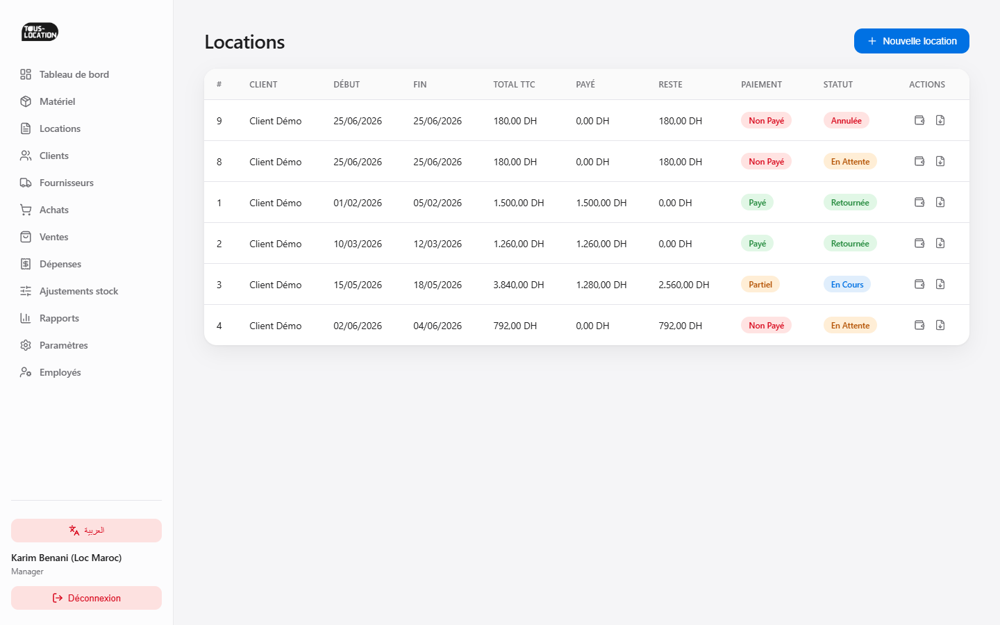 TOUS-
LOCATION
Tableau de bord
Matériel
Locations
Clients
Fournisseurs
Achats
Ventes
Dépenses
Ajustements stock
Rapports
Paramètres
Employés
العربية
Karim Benani (Loc Maroc)
Manager
Déconnexion
Locations
Nouvelle location
# CLIENT DÉBUT FIN TOTAL TTC PAYÉ RESTE PAIEMENT STATUT ACTIONS
9 Client Démo 25/06/2026 25/06/2026 180,00 DH 0,00 DH 180,00 DH Non Payé Annulée
8 Client Démo 25/06/2026 25/06/2026 180,00 DH 0,00 DH 180,00 DH Non Payé En Attente
1 Client Démo 01/02/2026 05/02/2026 1.500,00 DH 1.500,00 DH 0,00 DH Payé Retournée
2 Client Démo 10/03/2026 12/03/2026 1.260,00 DH 1.260,00 DH 0,00 DH Payé Retournée
3 Client Démo 15/05/2026 18/05/2026 3.840,00 DH 1.280,00 DH 2.560,00 DH Partiel En Cours
4 Client Démo 02/06/2026 04/06/2026 792,00 DH 0,00 DH 792,00 DH Non Payé En Attente